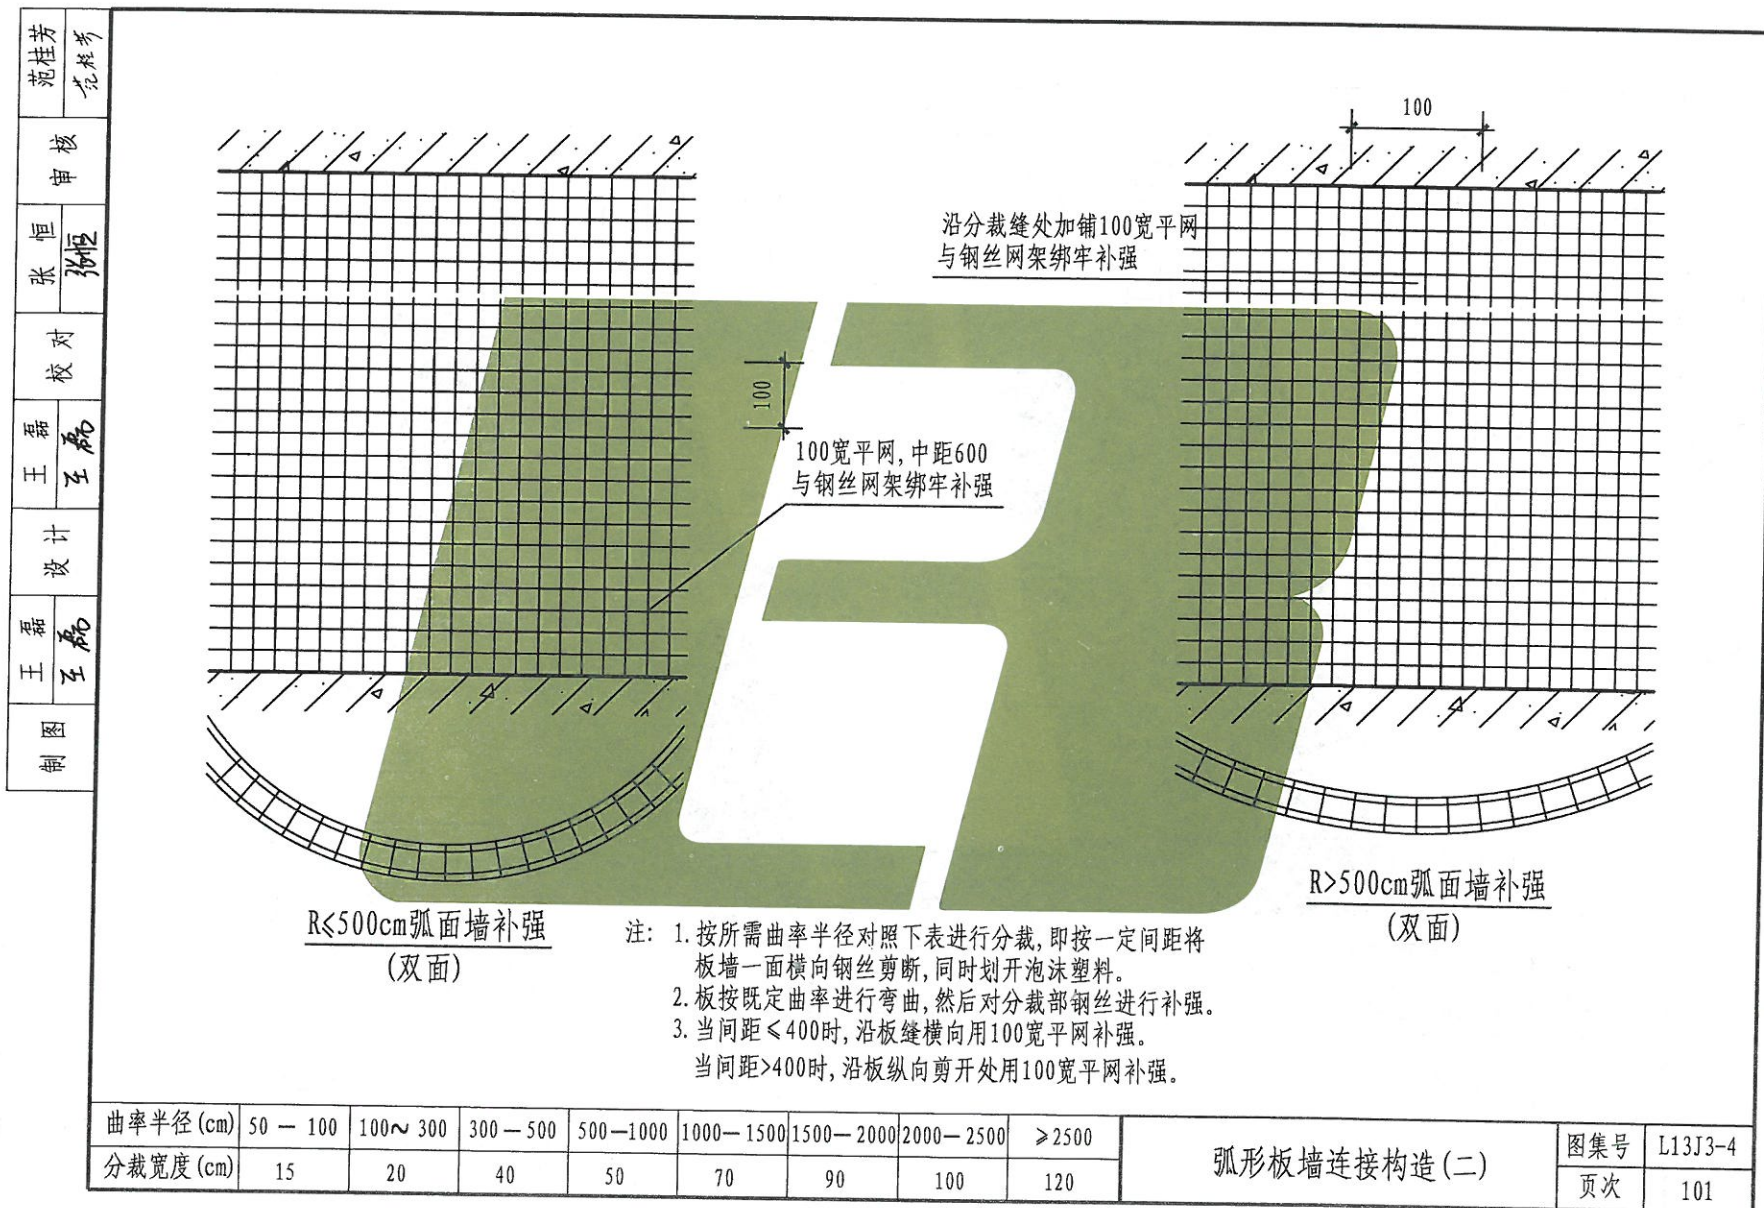 范桂芳
范桂芳
审核
张恒
张恒
校对
王磊
王磊
设计
王磊
王磊
制图
100
沿分裁缝处加铺100宽平网
与钢丝网架绑牢补强
100
100宽平网,中距600
与钢丝网架绑牢补强
R≤500cm弧面墙补强
(双面)
R>500cm弧面墙补强
(双面)
注: 1.按所需曲率半径对照下表进行分裁,即按一定间距将
板墙一面横向钢丝剪断,同时划开泡沫塑料。
2.板按既定曲率进行弯曲,然后对分裁部钢丝进行补强。
3.当间距≤400时,沿板缝横向用100宽平网补强。
当间距>400时,沿板纵向剪开处用100宽平网补强。
曲率半径(cm) 50—100 100~300 300—500 500—1000 1000—1500 1500—2000 2000—2500 ≥2500
分裁宽度(cm) 15 20 40 50 70 90 100 120
弧形板墙连接构造(二)
图集号 L13J3-4
页次 101